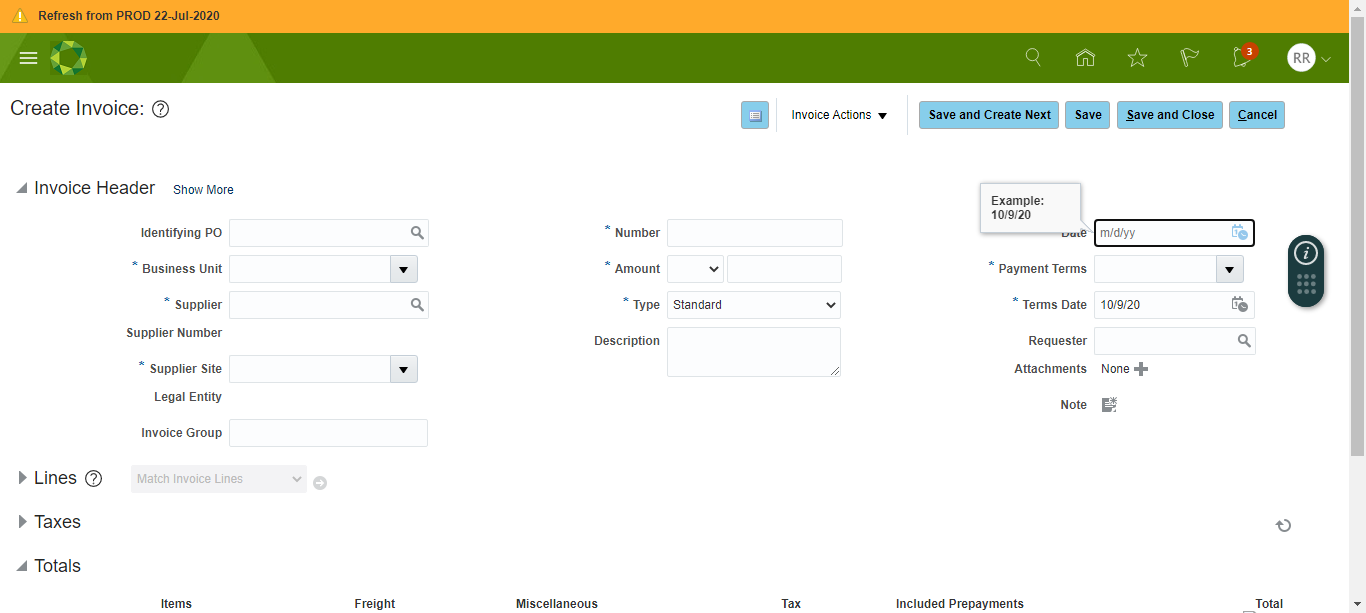 Refresh from PROD 22-Jul-2020
3
RR
Create Invoice: ?
Invoice Actions
Save and Create Next
Save
Save and Close
Cancel
Invoice Header
Show More
Example:
10/9/20
Identifying PO
* Number
Date
m/d/yy
* Business Unit
* Amount
* Payment Terms
* Supplier
* Type
Standard
* Terms Date
10/9/20
Supplier Number
Description
Requester
* Supplier Site
Attachments
None
Legal Entity
Note
Invoice Group
i
Lines ?
Match Invoice Lines
Taxes
Totals
Items
Freight
Miscellaneous
Tax
Included Prepayments
Total